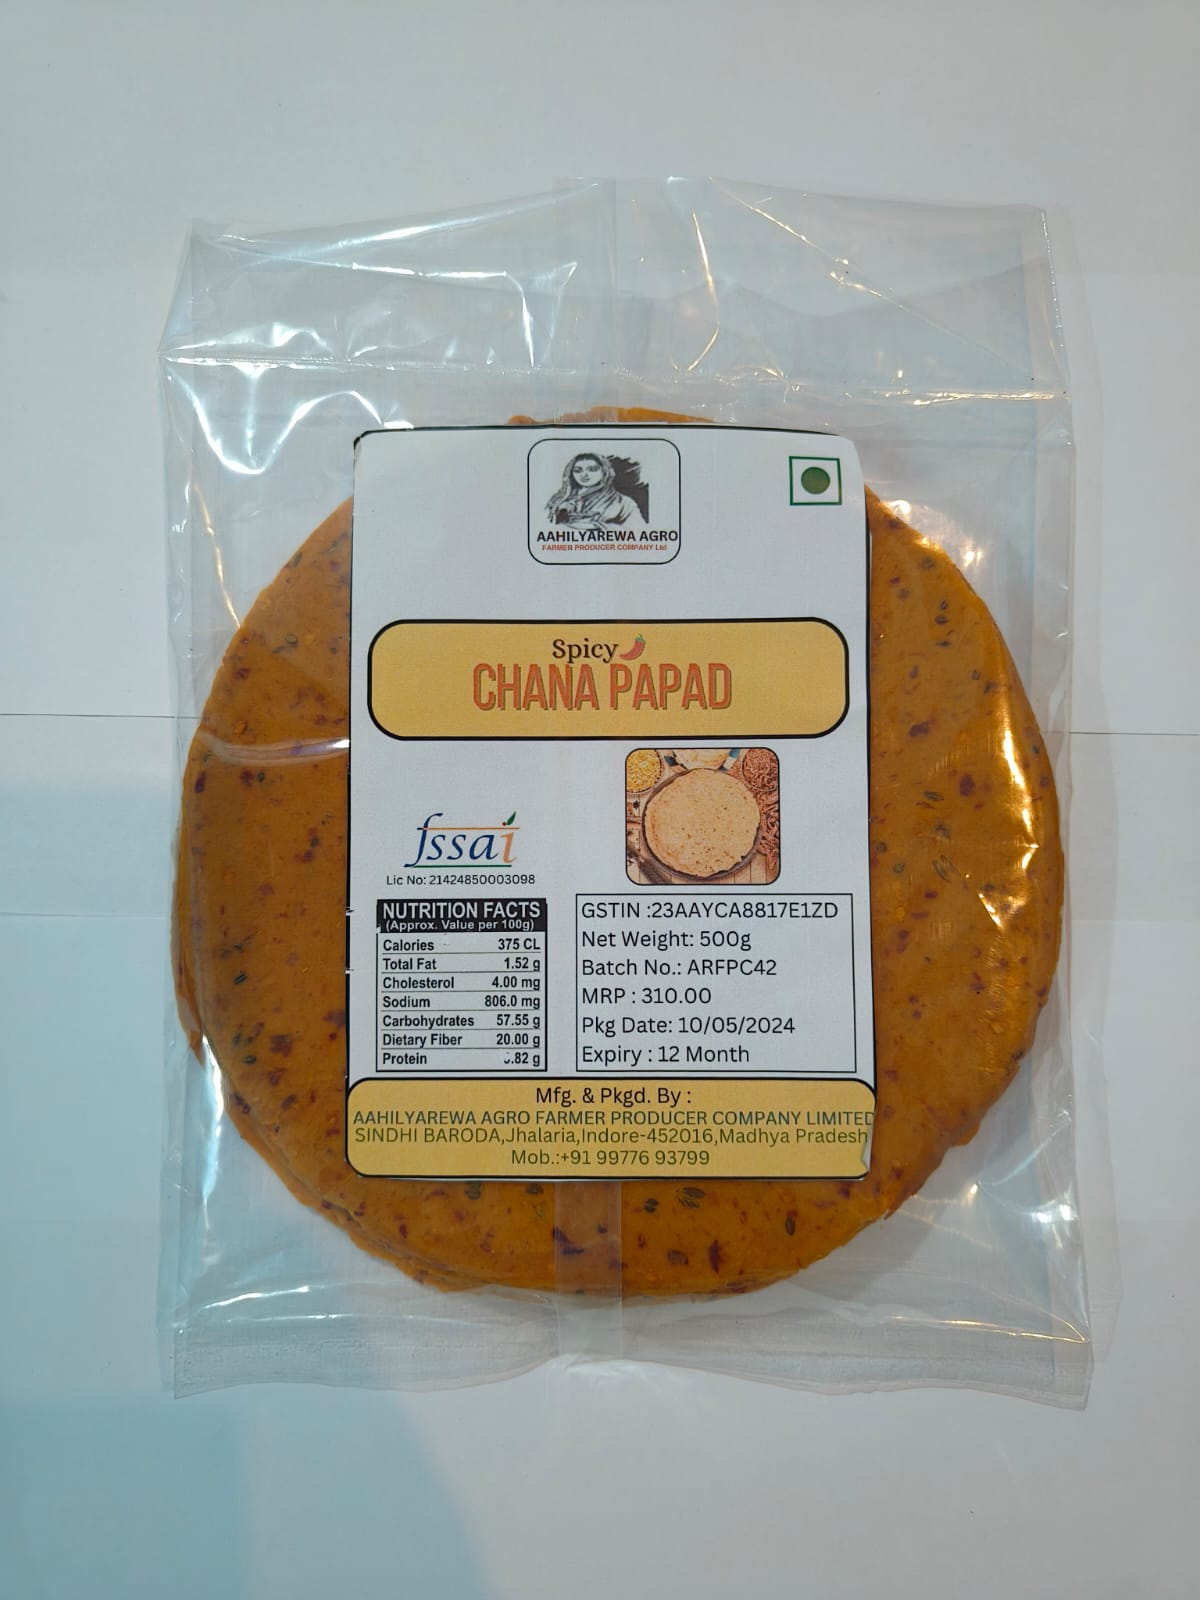 AAHILYAREWA AGRO
FARMER PRODUCER COMPANY Ltd
Spicy
CHANA PAPAD
fssai
Lic No: 21424850003098
NUTRITION FACTS
(Approx. Value per 100g)
Calories 375 CL
Total Fat 1.52 g
Cholesterol 4.00 mg
Sodium 806.0 mg
Carbohydrates 57.55 g
Dietary Fiber 20.00 g
Protein g
GSTIN :23AAYCA8817E1ZD
Net Weight: 500g
Batch No.: ARFPC42
MRP : 310.00
Pkg Date: 10/05/2024
Expiry : 12 Month
Mfg. & Pkgd. By :
AAHILYAREWA AGRO FARMER PRODUCER COMPANY LIMITED
SINDHI BARODA,Jhalaria,Indore-452016,Madhya Pradesh
Mob.:+91 99776 93799